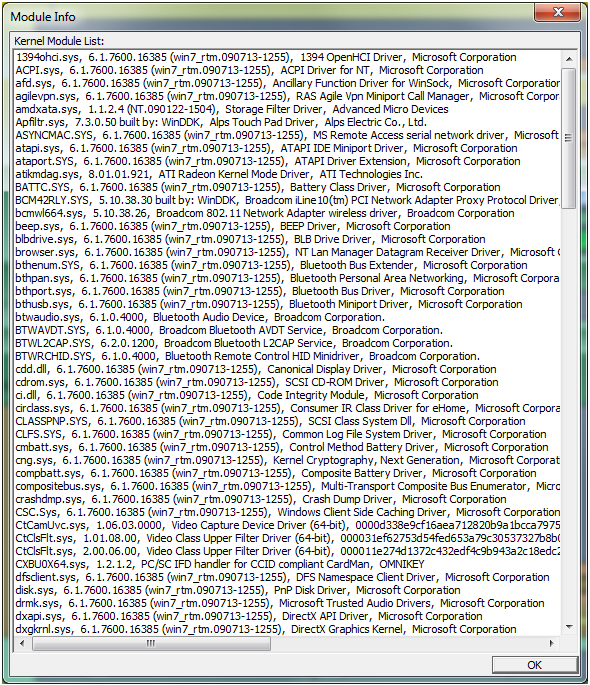 Module Info
Kernel Module List:
1394ohci.sys, 6.1.7600.16385 (win7_rtm.090713-1255), 1394 OpenHCI Driver, Microsoft Corporation
ACPI.sys, 6.1.7600.16385 (win7_rtm.090713-1255), ACPI Driver for NT, Microsoft Corporation
afd.sys, 6.1.7600.16385 (win7_rtm.090713-1255), Ancillary Function Driver for WinSock, Microsoft Corporation
agilevpn.sys, 6.1.7600.16385 (win7_rtm.090713-1255), RAS Agile Vpn Miniport Call Manager, Microsoft Corpor
amdxata.sys, 1.1.2.4 (NT.090122-1504), Storage Filter Driver, Advanced Micro Devices
Apfiltr.sys, 7.3.0.50 built by: WinDDK, Alps Touch Pad Driver, Alps Electric Co., Ltd.
ASYNCMAC.SYS, 6.1.7600.16385 (win7_rtm.090713-1255), MS Remote Access serial network driver, Microsoft
atapi.sys, 6.1.7600.16385 (win7_rtm.090713-1255), ATAPI IDE Miniport Driver, Microsoft Corporation
ataport.SYS, 6.1.7600.16385 (win7_rtm.090713-1255), ATAPI Driver Extension, Microsoft Corporation
atikmdag.sys, 8.01.01.921, ATI Radeon Kernel Mode Driver, ATI Technologies Inc.
BATTC.SYS, 6.1.7600.16385 (win7_rtm.090713-1255), Battery Class Driver, Microsoft Corporation
BCM42RLY.SYS, 5.10.38.30 built by: WinDDK, Broadcom iLine10(tm) PCI Network Adapter Proxy Protocol Driver,
bcmwl664.sys, 5.10.38.26, Broadcom 802.11 Network Adapter wireless driver, Broadcom Corporation
beep.SYS, 6.1.7600.16385 (win7_rtm.090713-1255), BEEP Driver, Microsoft Corporation
blbdrive.sys, 6.1.7600.16385 (win7_rtm.090713-1255), BLB Drive Driver, Microsoft Corporation
browser.SYS, 6.1.7600.16385 (win7_rtm.090713-1255), NT Lan Manager Datagram Receiver Driver, Microsoft
bthenum.SYS, 6.1.7600.16385 (win7_rtm.090713-1255), Bluetooth Bus Extender, Microsoft Corporation
bthpan.SYS, 6.1.7600.16385 (win7_rtm.090713-1255), Bluetooth Personal Area Networking, Microsoft Corporation
bthport.SYS, 6.1.7600.16385 (win7_rtm.090713-1255), Bluetooth Bus Driver, Microsoft Corporation
bthusb.SYS, 6.1.7600.16385 (win7_rtm.090713-1255), Bluetooth Miniport Driver, Microsoft Corporation
btwaudio.SYS, 6.1.0.4000, Bluetooth Audio Device, Broadcom Corporation.
BTWAVDT.SYS, 6.1.0.4000, Broadcom Bluetooth AVDT Service, Broadcom Corporation.
BTWL2CAP.SYS, 6.2.0.1200, Broadcom Bluetooth L2CAP Service, Broadcom Corporation.
BTWRCHID.SYS, 6.1.0.4000, Bluetooth Remote Control HID Minidriver, Broadcom Corporation.
cdd.dll, 6.1.7600.16385 (win7_rtm.090713-1255), Canonical Display Driver, Microsoft Corporation
cdrom.SYS, 6.1.7600.16385 (win7_rtm.090713-1255), SCSI CD-ROM Driver, Microsoft Corporation
ci.dll, 6.1.7600.16385 (win7_rtm.090713-1255), Code Integrity Module, Microsoft Corporation
circlass.sys, 6.1.7600.16385 (win7_rtm.090713-1255), Consumer IR Class Driver for eHome, Microsoft Corpora
CLASSPNP.SYS, 6.1.7600.16385 (win7_rtm.090713-1255), SCSI Class System Dll, Microsoft Corporation
CLFS.SYS, 6.1.7600.16385 (win7_rtm.090713-1255), Common Log File System Driver, Microsoft Corporation
cmbatt.SYS, 6.1.7600.16385 (win7_rtm.090713-1255), Control Method Battery Driver, Microsoft Corporation
cng.SYS, 6.1.7600.16385 (win7_rtm.090713-1255), Kernel Cryptography, Next Generation, Microsoft Corporat
compbatt.SYS, 6.1.7600.16385 (win7_rtm.090713-1255), Composite Battery Driver, Microsoft Corporation
compositebus.SYS, 6.1.7600.16385 (win7_rtm.090713-1255), Multi-Transport Composite Bus Enumerator, Micros
crashdmp.SYS, 6.1.7600.16385 (win7_rtm.090713-1255), Crash Dump Driver, Microsoft Corporation
CSC.Sys, 6.1.7600.16385 (win7_rtm.090713-1255), Windows Client Side Caching Driver, Microsoft Corporation
CtCamUvc.sys, 1.06.03.0000, Video Capture Device Driver (64-bit), 0000d338e9cf16aea712820b9a1bcca7975
CtClsFlt.SYS, 1.01.08.00, Video Class Upper Filter Driver (64-bit), 000031ef62753d54fed653a79c30537327b8b0
CtClsFlt.SYS, 2.00.06.00, Video Class Upper Filter Driver (64-bit), 000011e274d1372c432edf4c9b943a2c18edc2
CXBU0X64.sys, 1.2.1.2, PC/SC IFD handler for CCID compliant CardMan, OMNIKEY
dfsclient.sys, 6.1.7600.16385 (win7_rtm.090713-1255), DFS Namespace Client Driver, Microsoft Corporation
disk.sys, 6.1.7600.16385 (win7_rtm.090713-1255), PnP Disk Driver, Microsoft Corporation
drmk.sys, 6.1.7600.16385 (win7_rtm.090713-1255), Microsoft Trusted Audio Drivers, Microsoft Corporation
dxapi.sys, 6.1.7600.16385 (win7_rtm.090713-1255), DirectX API Driver, Microsoft Corporation
dxgkrnl.sys, 6.1.7600.16385 (win7_rtm.090713-1255), DirectX Graphics Kernel, Microsoft Corporation
OK